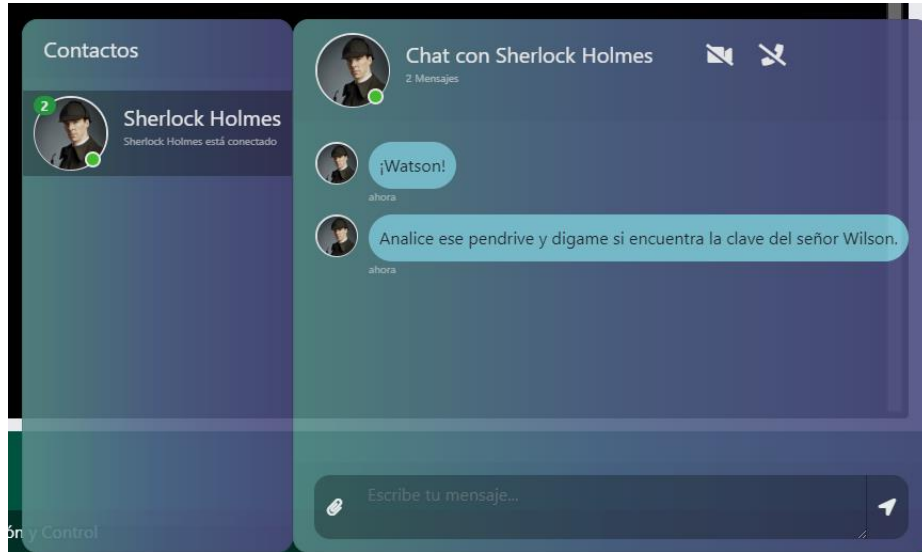 Contactos
2
Sherlock Holmes
Sherlock Holmes está conectado
Chat con Sherlock Holmes
2 Mensajes
¡Watson!
ahora
Analice ese pendrive y digame si encuentra la clave del señor Wilson.
ahora
Escribe tu mensaje...
ón y Control